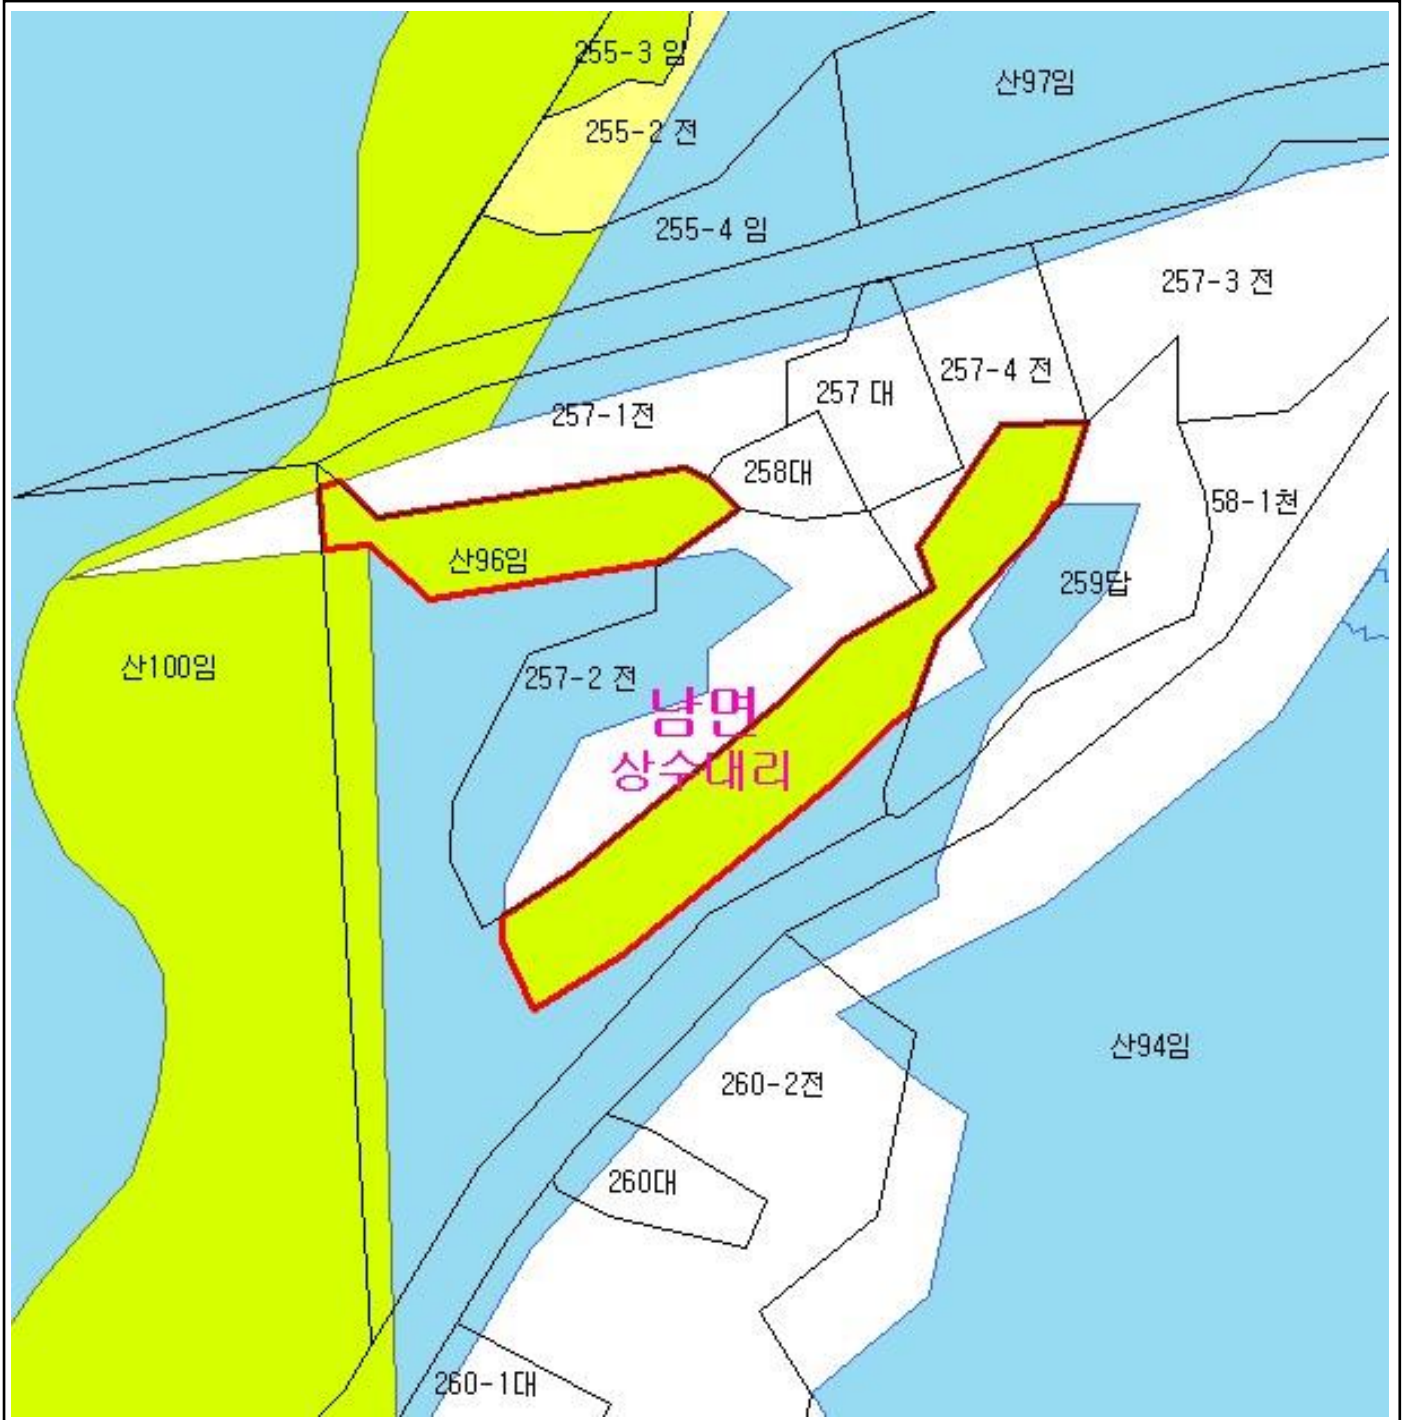 255-3 임
산97임
255-2 전
255-4 임
257-3 전
257-4 전
257 대
257-1전
258대
58-1천
산96임
259답
산100임
257-2 전
남면
상수대리
산94임
260-2전
260대
260-1대